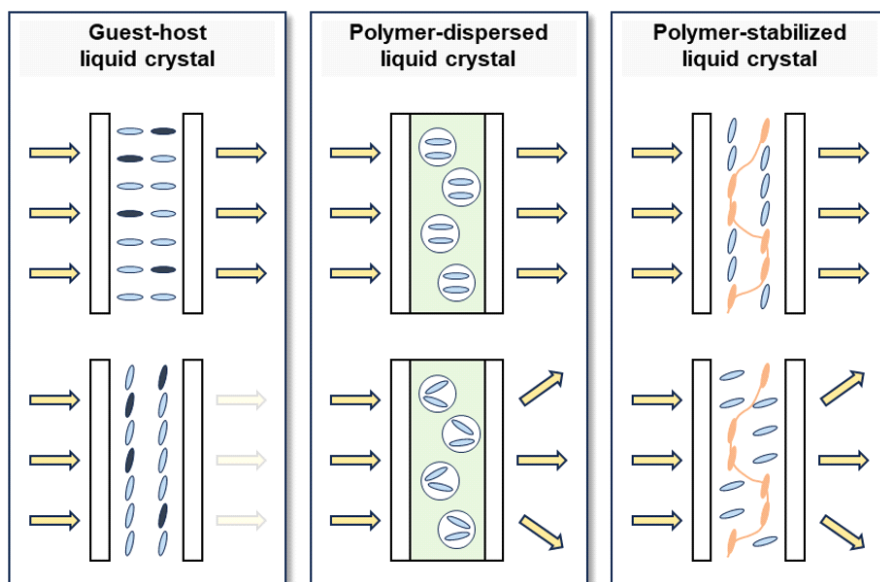 Guest-host
liquid crystal
Polymer-dispersed
liquid crystal
Polymer-stabilized
liquid crystal